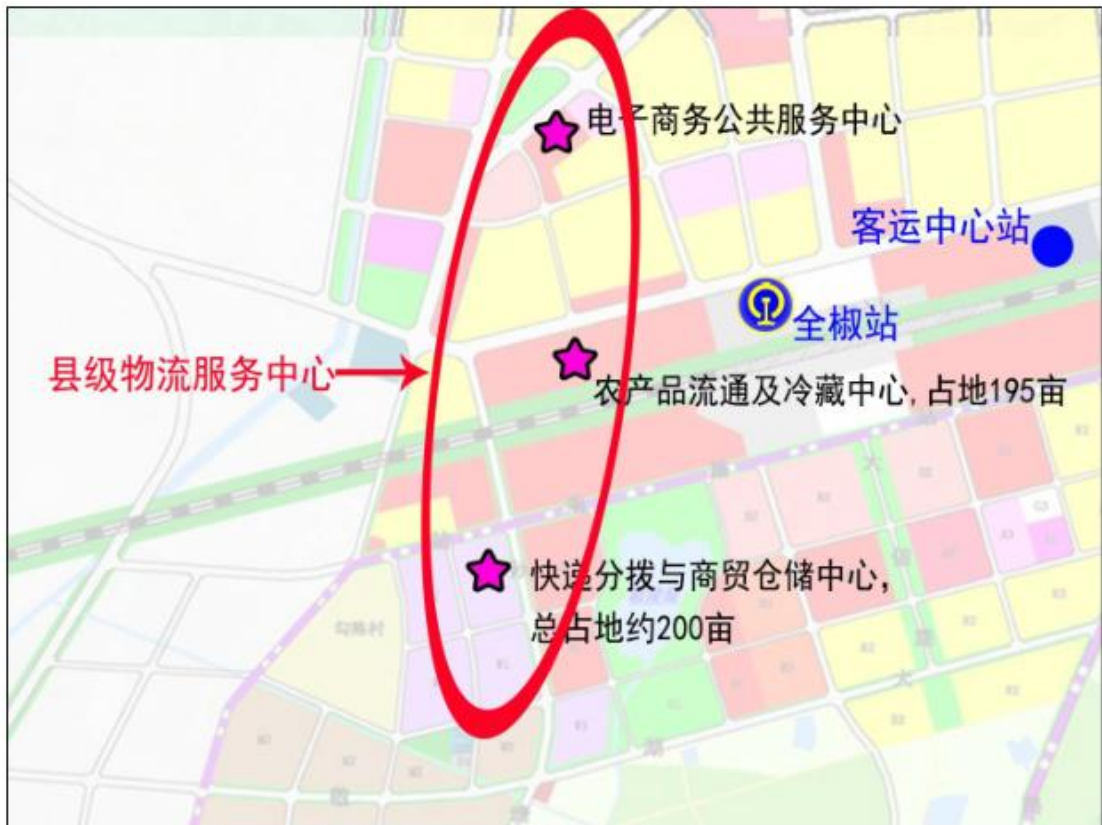 电子商务公共服务中心
客运中心站
全椒站
县级物流服务中心
农产品流通及冷藏中心, 占地195亩
快递分拨与商贸仓储中心,
总占地约200亩
勾陈村